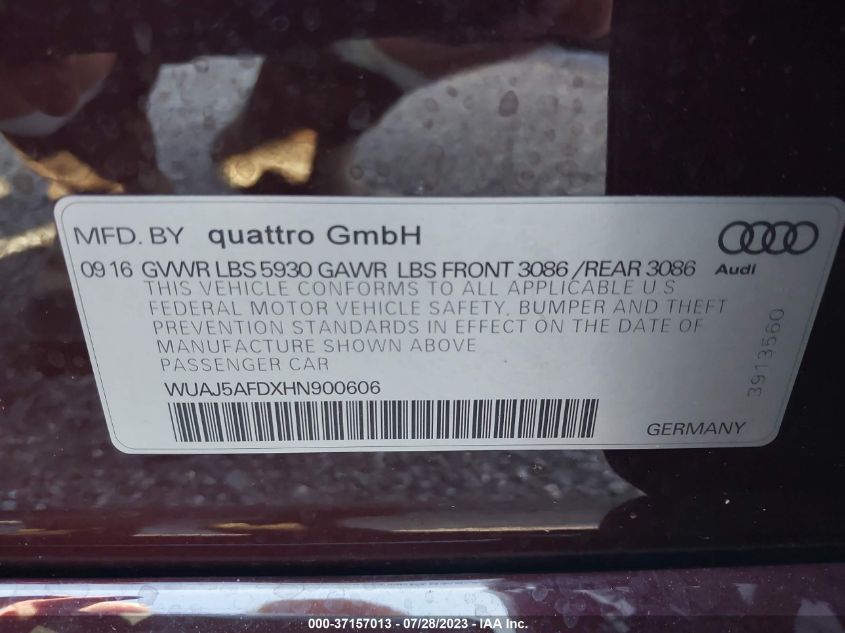 MFD. BY quattro GmbH
09 16 GVWR LBS 5930 GAWR LBS FRONT 3086 /REAR 3086
Audi
THIS VEHICLE CONFORMS TO ALL APPLICABLE U S
FEDERAL MOTOR VEHICLE SAFETY, BUMPER AND THEFT
PREVENTION STANDARDS IN EFFECT ON THE DATE OF
MANUFACTURE SHOWN ABOVE
PASSENGER CAR
3913560
WUAJ5AFDXHN900606
GERMANY
000-37157013 - 07/28/2023 - IAA Inc.